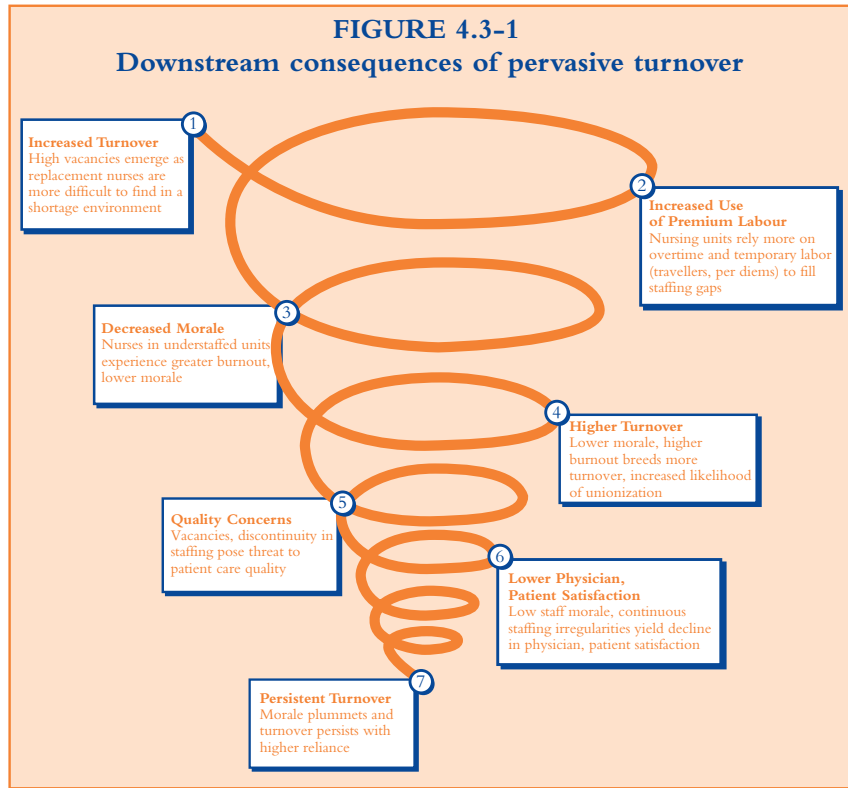 FIGURE 4.3-1
Downstream consequences of pervasive turnover
1
Increased Turnover
High vacancies emerge as
replacement nurses are
more difficult to find in a
shortage environment
2
Increased Use
of Premium Labour
Nursing units rely more on
overtime and temporary labor
(travellers, per diems) to fill
staffing gaps
3
Decreased Morale
Nurses in understaffed units
experience greater burnout,
lower morale
4
Higher Turnover
Lower morale, higher
burnout breeds more
turnover, increased likelihood
of unionization
5
Quality Concerns
Vacancies, discontinuity in
staffing pose threat to
patient care quality
6
Lower Physician,
Patient Satisfaction
Low staff morale, continuous
staffing irregularities yield decline
in physician, patient satisfaction
7
Persistent Turnover
Morale plummets and
turnover persists with
higher reliance